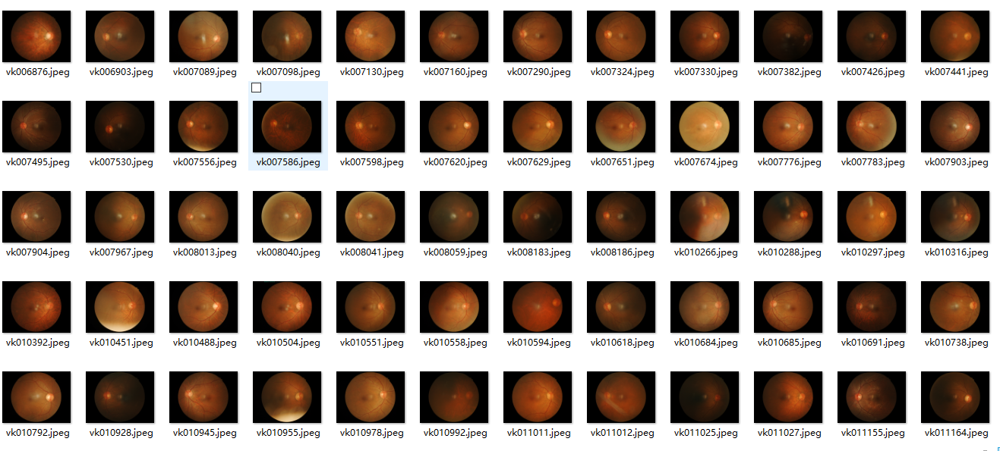 vk006876.jpeg vk006903.jpeg vk007089.jpeg vk007098.jpeg vk007130.jpeg vk007160.jpeg vk007290.jpeg vk007324.jpeg vk007330.jpeg vk007382.jpeg vk007426.jpeg vk007441.jpeg
vk007495.jpeg vk007530.jpeg vk007556.jpeg vk007586.jpeg vk007598.jpeg vk007620.jpeg vk007629.jpeg vk007651.jpeg vk007674.jpeg vk007776.jpeg vk007783.jpeg vk007903.jpeg
vk007904.jpeg vk007967.jpeg vk008013.jpeg vk008040.jpeg vk008041.jpeg vk008059.jpeg vk008183.jpeg vk008186.jpeg vk010266.jpeg vk010288.jpeg vk010297.jpeg vk010316.jpeg
vk010392.jpeg vk010451.jpeg vk010488.jpeg vk010504.jpeg vk010551.jpeg vk010558.jpeg vk010594.jpeg vk010618.jpeg vk010684.jpeg vk010685.jpeg vk010691.jpeg vk010738.jpeg
vk010792.jpeg vk010928.jpeg vk010945.jpeg vk010955.jpeg vk010978.jpeg vk010992.jpeg vk011011.jpeg vk011012.jpeg vk011025.jpeg vk011027.jpeg vk011155.jpeg vk011164.jpeg